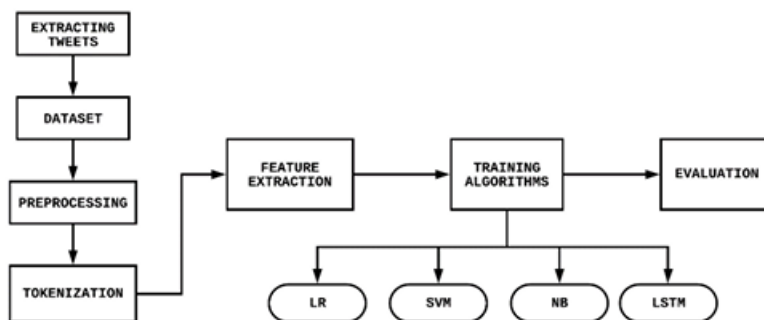 EXTRACTING
TWEETS
DATASET
PREPROCESSING
TOKENIZATION
FEATURE
EXTRACTION
TRAINING
ALGORITHMS
EVALUATION
LR
SVM
NB
LSTM